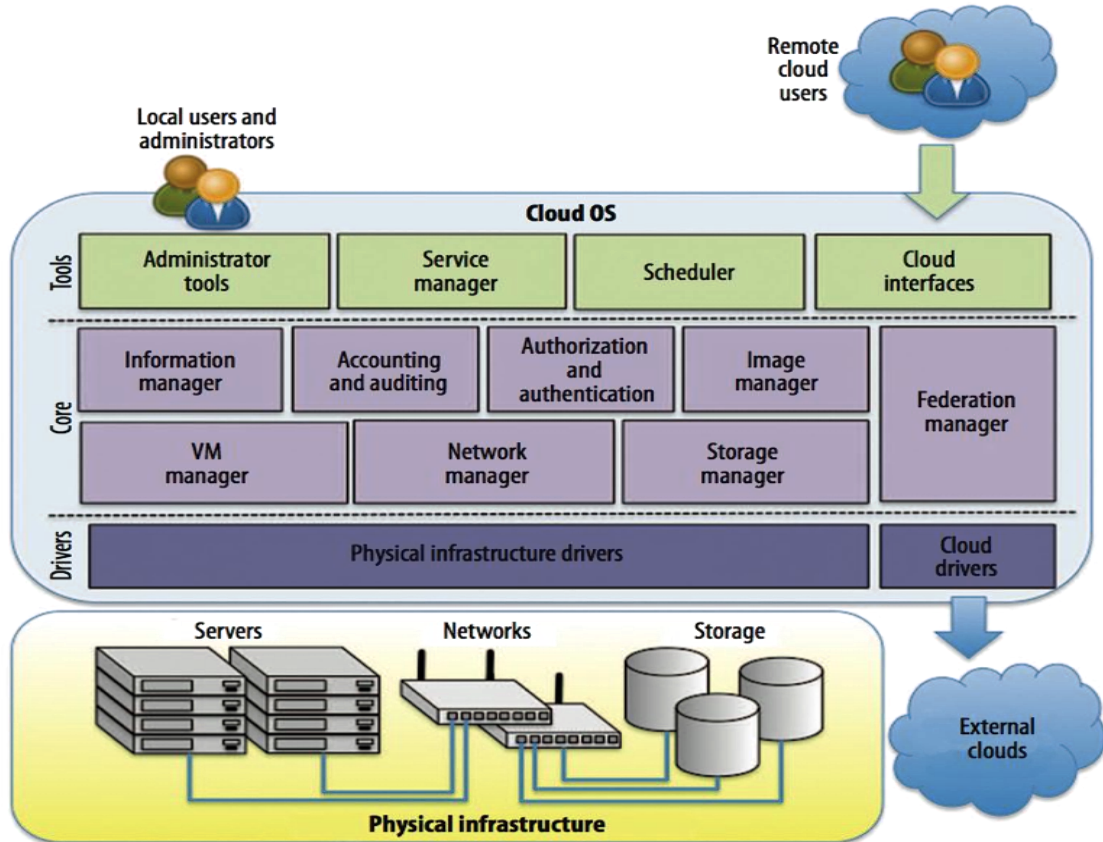 Remote
cloud
users
Local users and
administrators
Cloud OS
Tools
Administrator
tools
Service
manager
Scheduler
Cloud
interfaces
Core
Information
manager
Accounting
and auditing
Authorization
and
authentication
Image
manager
Federation
manager
VM
manager
Network
manager
Storage
manager
Drivers
Physical infrastructure drivers
Cloud
drivers
Servers
Networks
Storage
External
clouds
Physical infrastructure